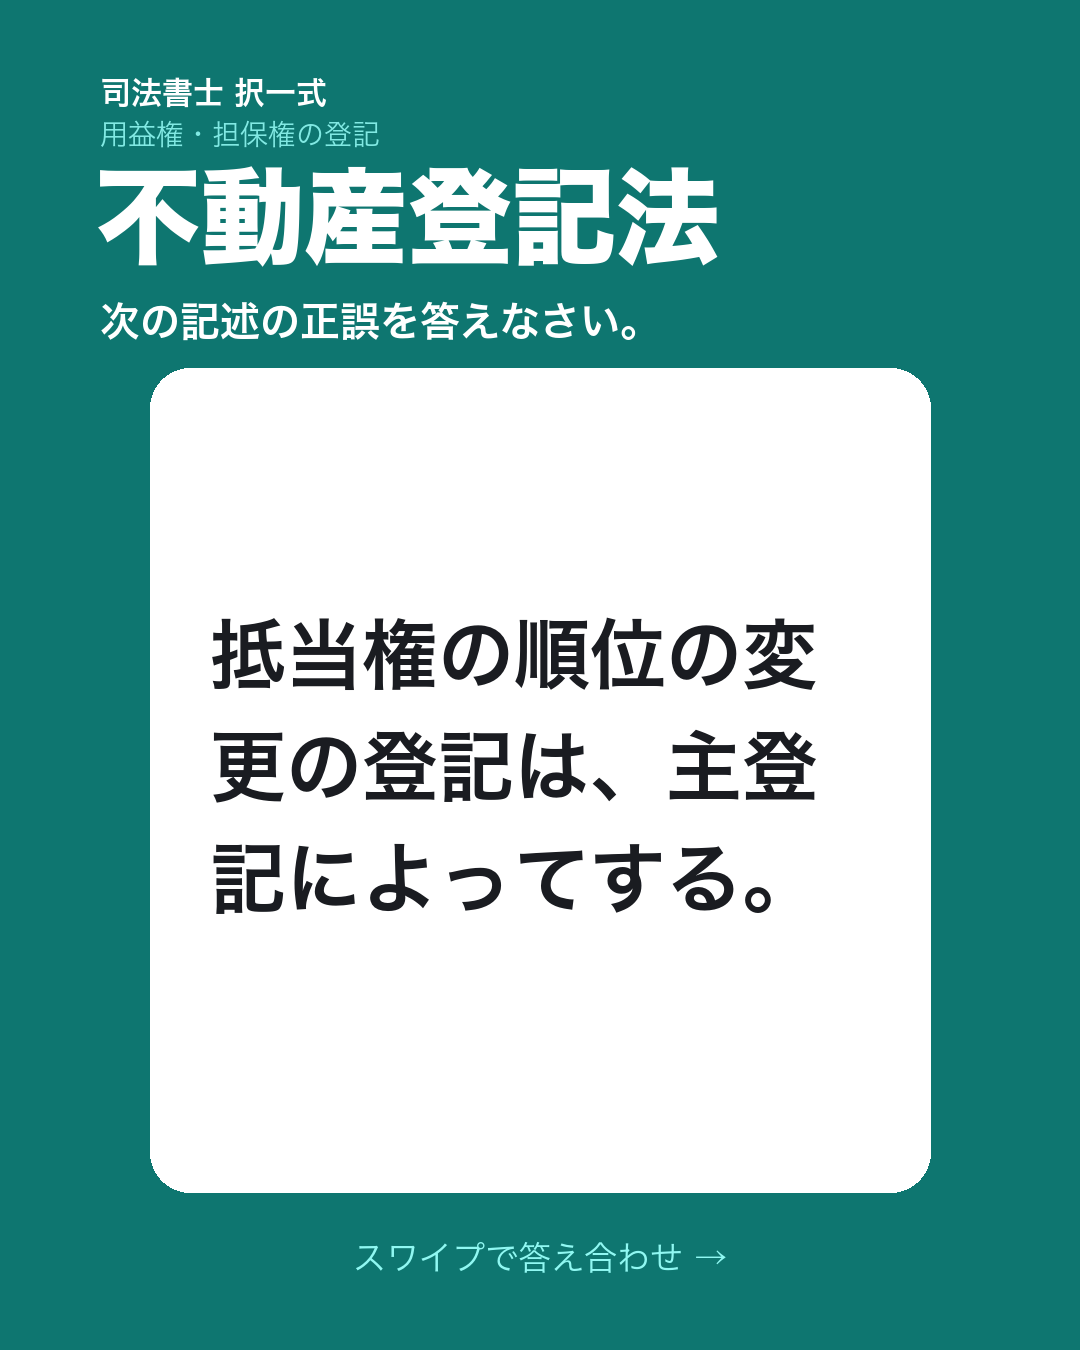 司法書士 択一式
用益権・担保権の登記
不動産登記法
次の記述の正誤を答えなさい。
抵当権の順位の変
更の登記は、主登
記によってする。
スワイプで答え合わせ →